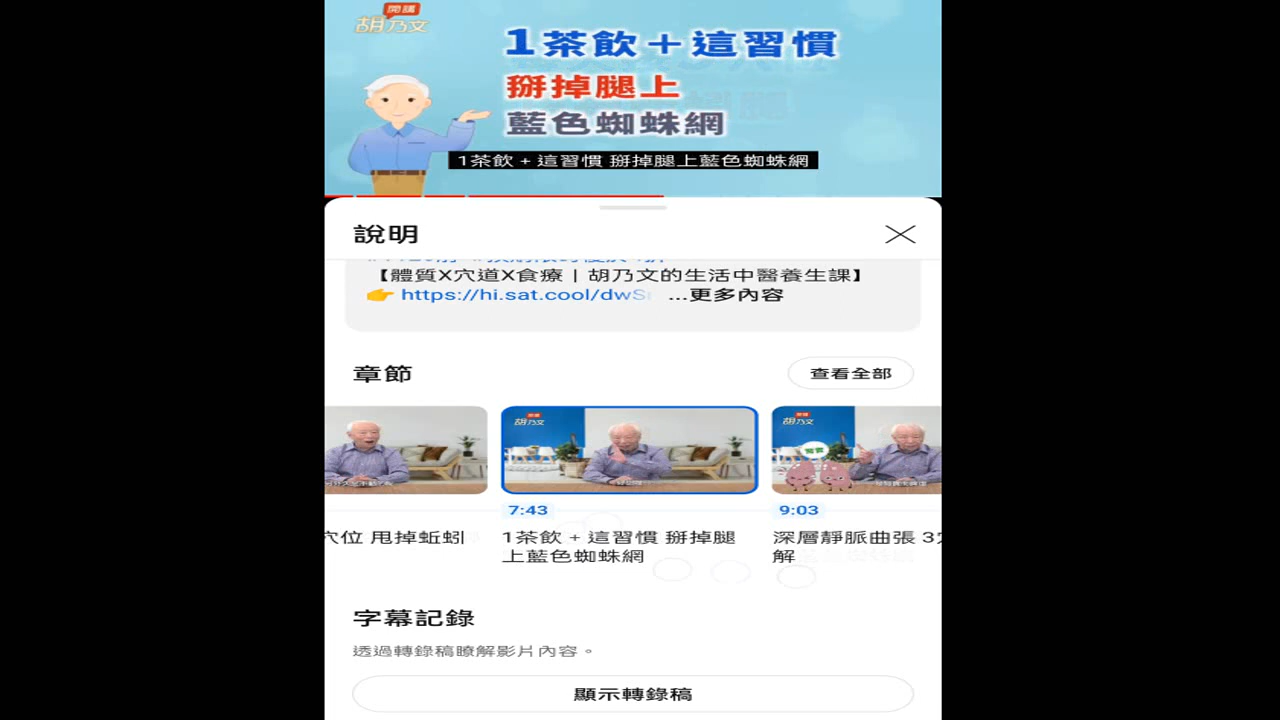 開講
胡乃文
1茶飲＋這習慣
掰掉腿上
藍色蜘蛛網
1茶飲 + 這習慣 掰掉腿上藍色蜘蛛網
說明
【體質X穴道X食療 | 胡乃文的生活中醫養生課】
👉 https://hi.sat.cool/dwS ...更多內容
章節
查看全部
胡乃文
胡乃文
7:43
9:03
穴位 甩掉蚯蚓
1茶飲 + 這習慣 掰掉腿
上藍色蜘蛛網
深層靜脈曲張 3
解
字幕記錄
透過轉錄稿瞭解影片內容。
顯示轉錄稿